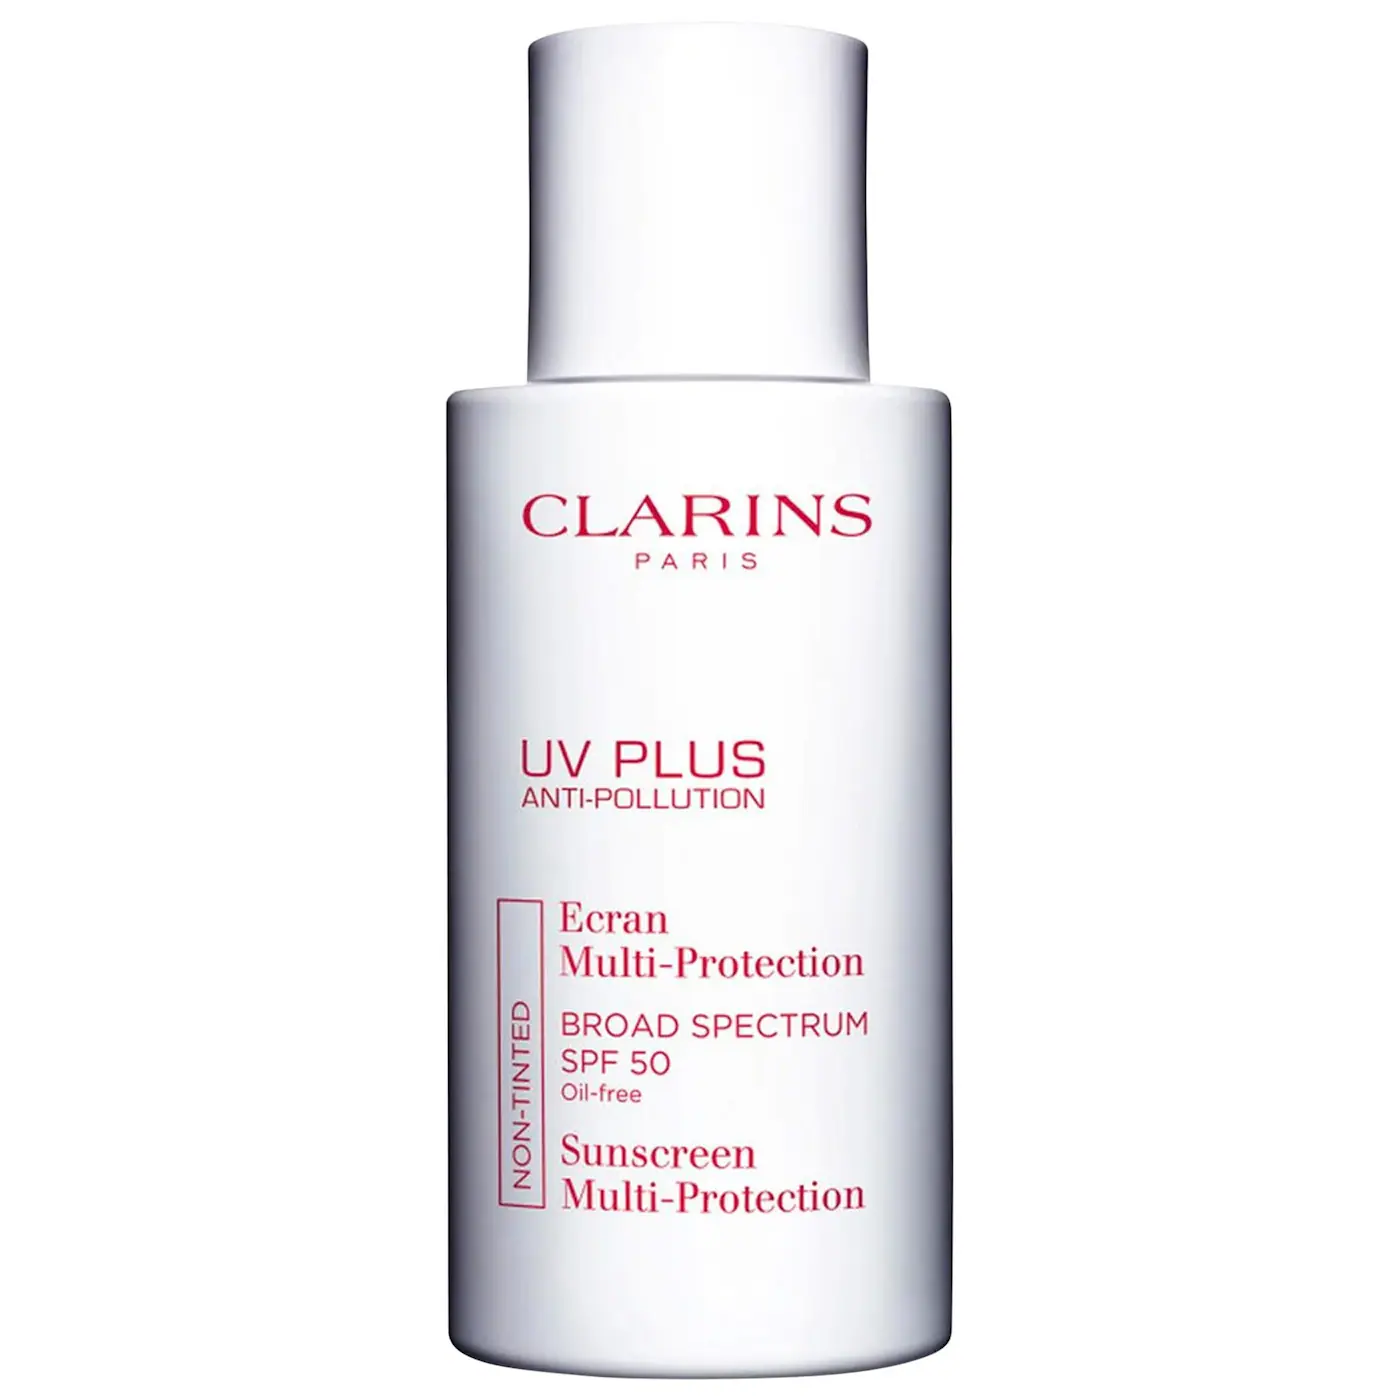 CLARINS
PARIS
UV PLUS
ANTI-POLLUTION
NON-TINTED
Ecran
Multi-Protection
BROAD SPECTRUM
SPF 50
Oil-free
Sunscreen
Multi-Protection